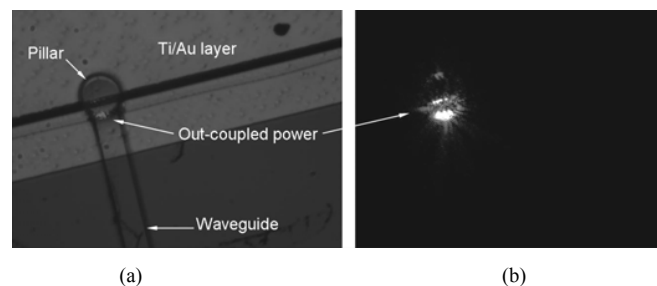 Ti/Au layer
Pillar
Out-coupled power
Waveguide
(a)
(b)